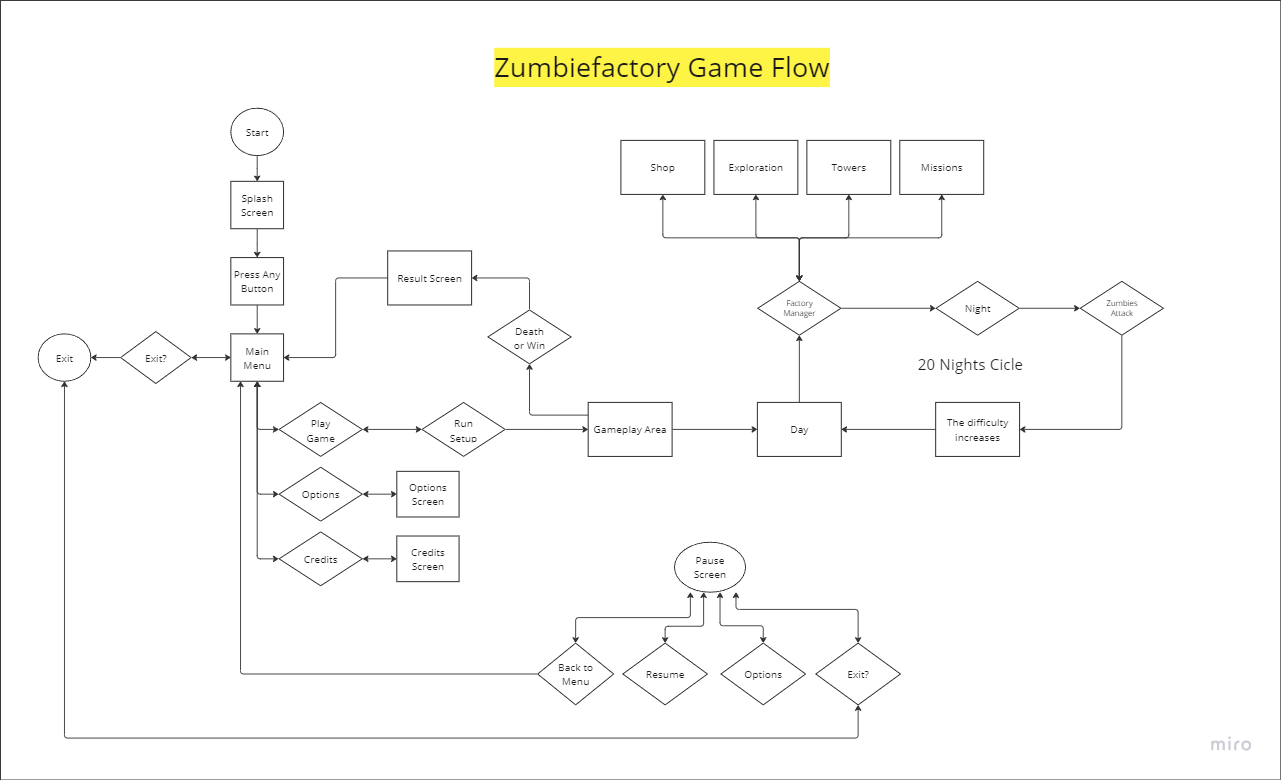 Zumbiefactory Game Flow
Start
Splash
Screen
Press Any
Button
Main
Menu
Exit?
Exit
Result Screen
Death
or Win
Play
Game
Run
Setup
Gameplay Area
Options
Options
Screen
Credits
Credits
Screen
Shop
Exploration
Towers
Missions
Factory
Manager
Night
Zumbies
Attack
20 Nights Cicle
Day
The difficulty
increases
Pause
Screen
Back to
Menu
Resume
Options
Exit?
miro